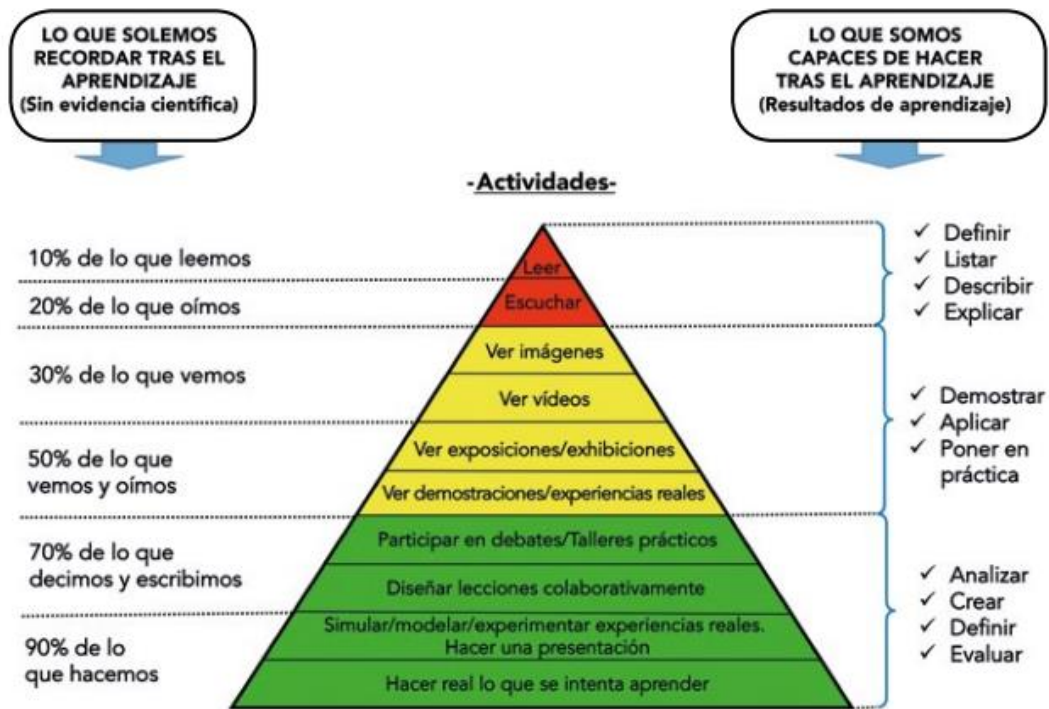 LO QUE SOLEMOS
RECORDAR TRAS EL
APRENDIZAJE
(Sin evidencia científica)
LO QUE SOMOS
CAPACES DE HACER
TRAS EL APRENDIZAJE
(Resultados de aprendizaje)
-Actividades-
10% de lo que leemos
20% de lo que oímos
30% de lo que vemos
50% de lo que
vemos y oímos
70% de lo que
decimos y escribimos
90% de lo
que hacemos
Leer
Escuchar
Ver imágenes
Ver vídeos
Ver exposiciones/exhibiciones
Ver demostraciones/experiencias reales
Participar en debates/Talleres prácticos
Diseñar lecciones colaborativamente
Simular/modelar/experimentar experiencias reales.
Hacer una presentación
Hacer real lo que se intenta aprender
✓ Definir
✓ Listar
✓ Describir
✓ Explicar
✓ Demostrar
✓ Aplicar
✓ Poner en
práctica
✓ Analizar
✓ Crear
✓ Definir
✓ Evaluar